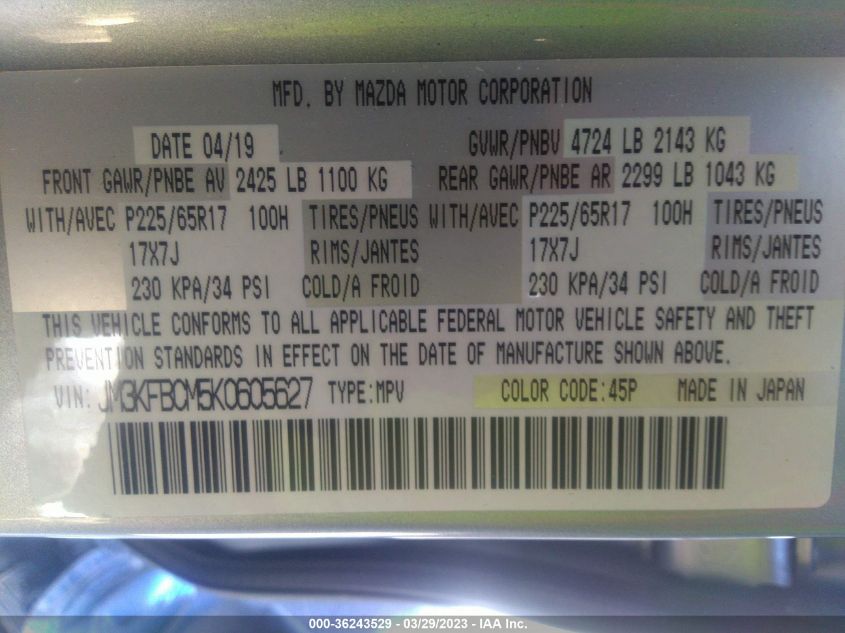 MFD. BY MAZDA MOTOR CORPORATION
DATE 04/19 GVWR/PNBV 4724 LB 2143 KG
FRONT GAWR/PNBE AV 2425 LB 1100 KG REAR GAWR/PNBE AR 2299 LB 1043 KG
WITH/AVEC P225/65R17 100H TIRES/PNEUS WITH/AVEC P225/65R17 100H TIRES/PNEUS
17X7J RIMS/JANTES 17X7J RIMS/JANTES
230 KPA/34 PSI COLD/A FROID 230 KPA/34 PSI COLD/A FROID
THIS VEHICLE CONFORMS TO ALL APPLICABLE FEDERAL MOTOR VEHICLE SAFETY AND THEFT
PREVENTION STANDARDS IN EFFECT ON THE DATE OF MANUFACTURE SHOWN ABOVE.
VIN: JM3KFBCM5K0605627 TYPE:MPV COLOR CODE:45P MADE IN JAPAN
000-36243529 - 03/29/2023 - IAA Inc.